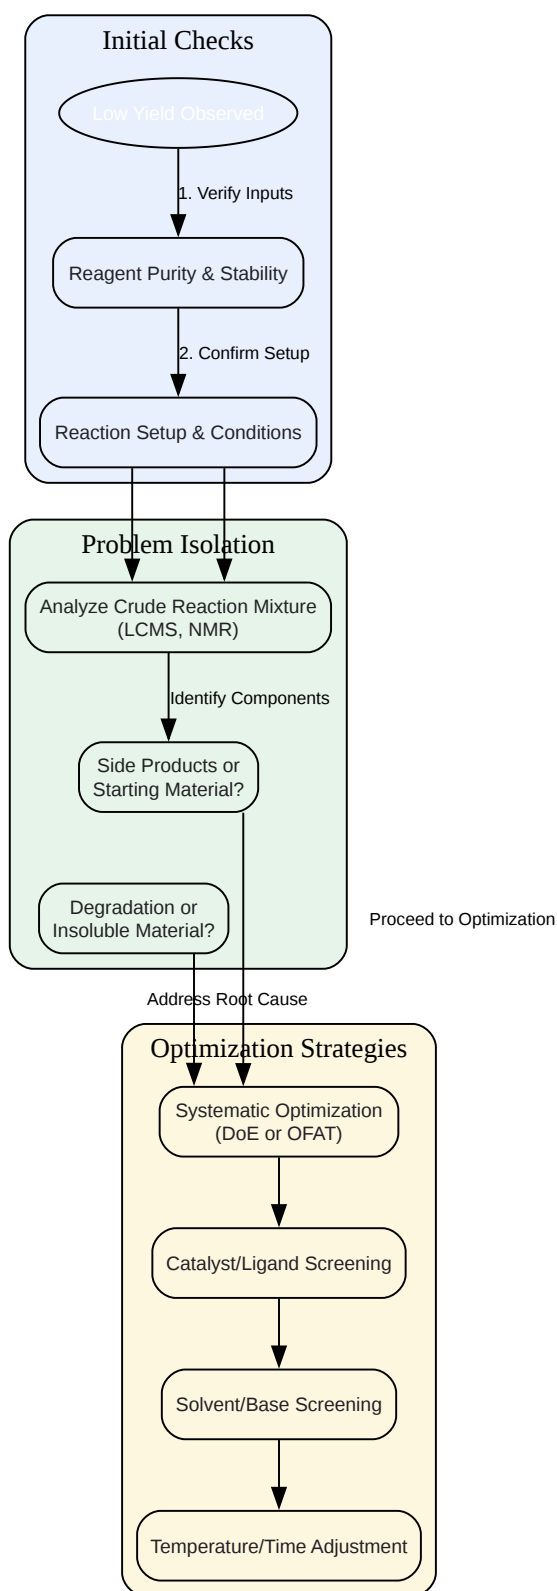 Initial Checks
Low Yield Observed
1. Verify Inputs
Reagent Purity & Stability
2. Confirm Setup
Reaction Setup & Conditions
Problem Isolation
Analyze Crude Reaction Mixture
(LCMS, NMR)
Identify Components
Side Products or
Starting Material?
Degradation or
Insoluble Material?
Proceed to Optimization
Address Root Cause
Optimization Strategies
Systematic Optimization
(DoE or OFAT)
Catalyst/Ligand Screening
Solvent/Base Screening
Temperature/Time Adjustment